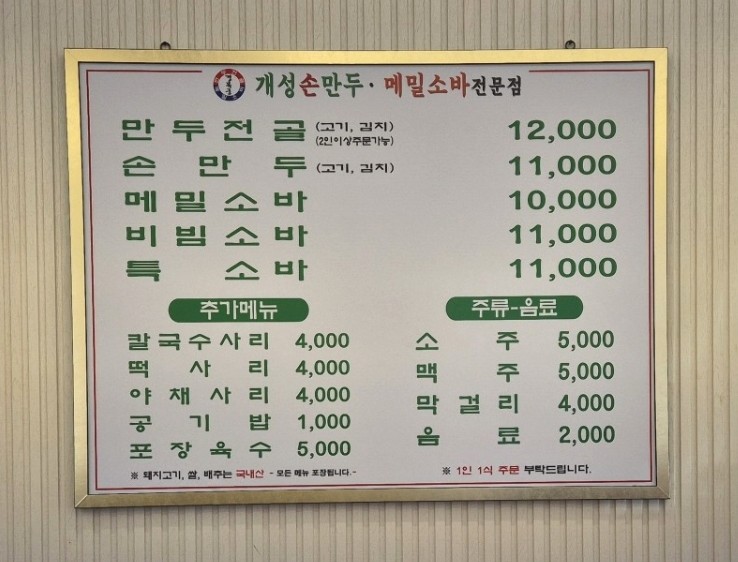 개성손만두·메밀소바전문점
만두전골 (고기, 김치) 12,000
(2인이상주문가능)
손만두 (고기, 김치) 11,000
메밀소바 10,000
비빔소바 11,000
특소바 11,000
추가메뉴
칼국수사리 4,000
떡사리 4,000
야채사리 4,000
공기밥 1,000
포장육수 5,000
※ 돼지고기, 쌀, 배추는 국내산 - 모든 메뉴 포장됩니다.-
주류-음료
소주 5,000
맥주 5,000
막걸리 4,000
음료 2,000
※ 1인 1식 주문 부탁드립니다.